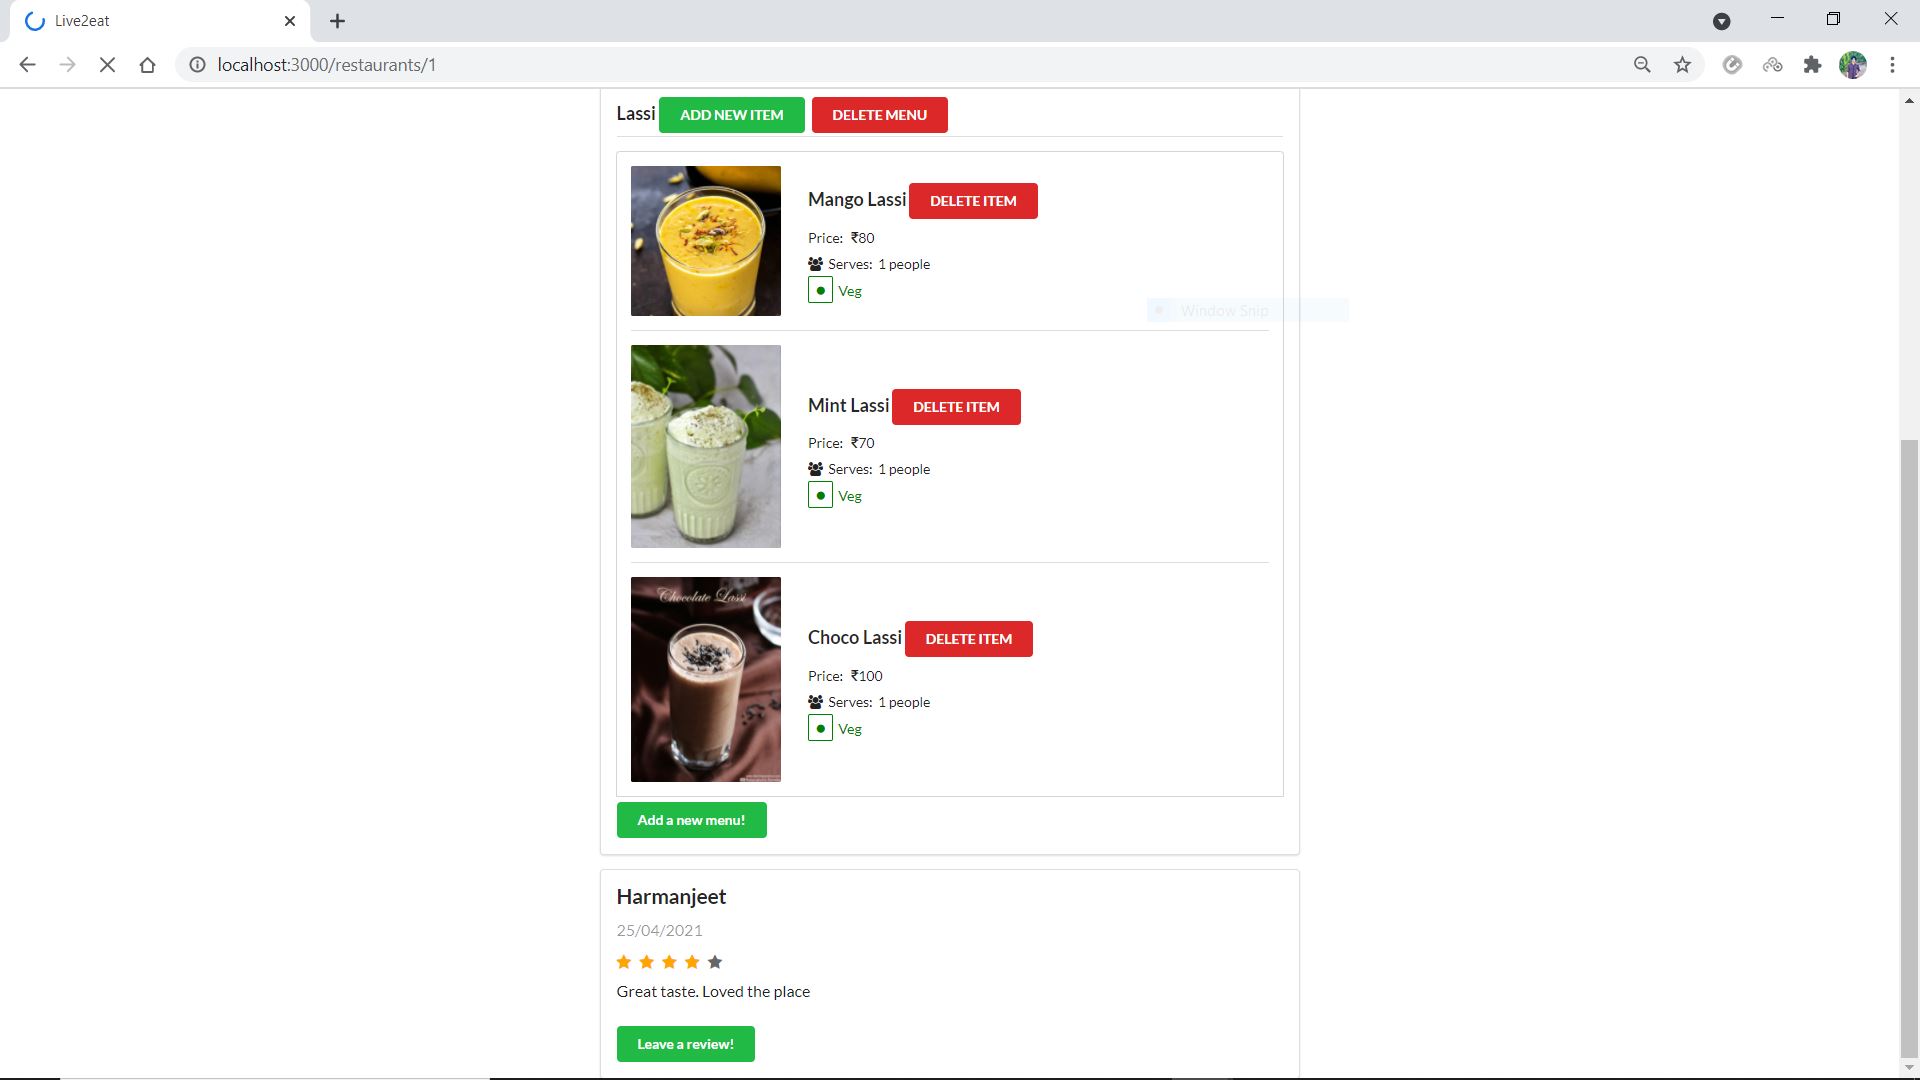 Live2eat
localhost:3000/restaurants/1
Lassi ADD NEW ITEM DELETE MENU
Mango Lassi DELETE ITEM
Price: ₹80
Serves: 1 people
Veg
Window Snip
Mint Lassi DELETE ITEM
Price: ₹70
Serves: 1 people
Veg
Chocolate Lassi
Choco Lassi DELETE ITEM
Price: ₹100
Serves: 1 people
Veg
Add a new menu!
Harmanjeet
25/04/2021
Great taste. Loved the place
Leave a review!